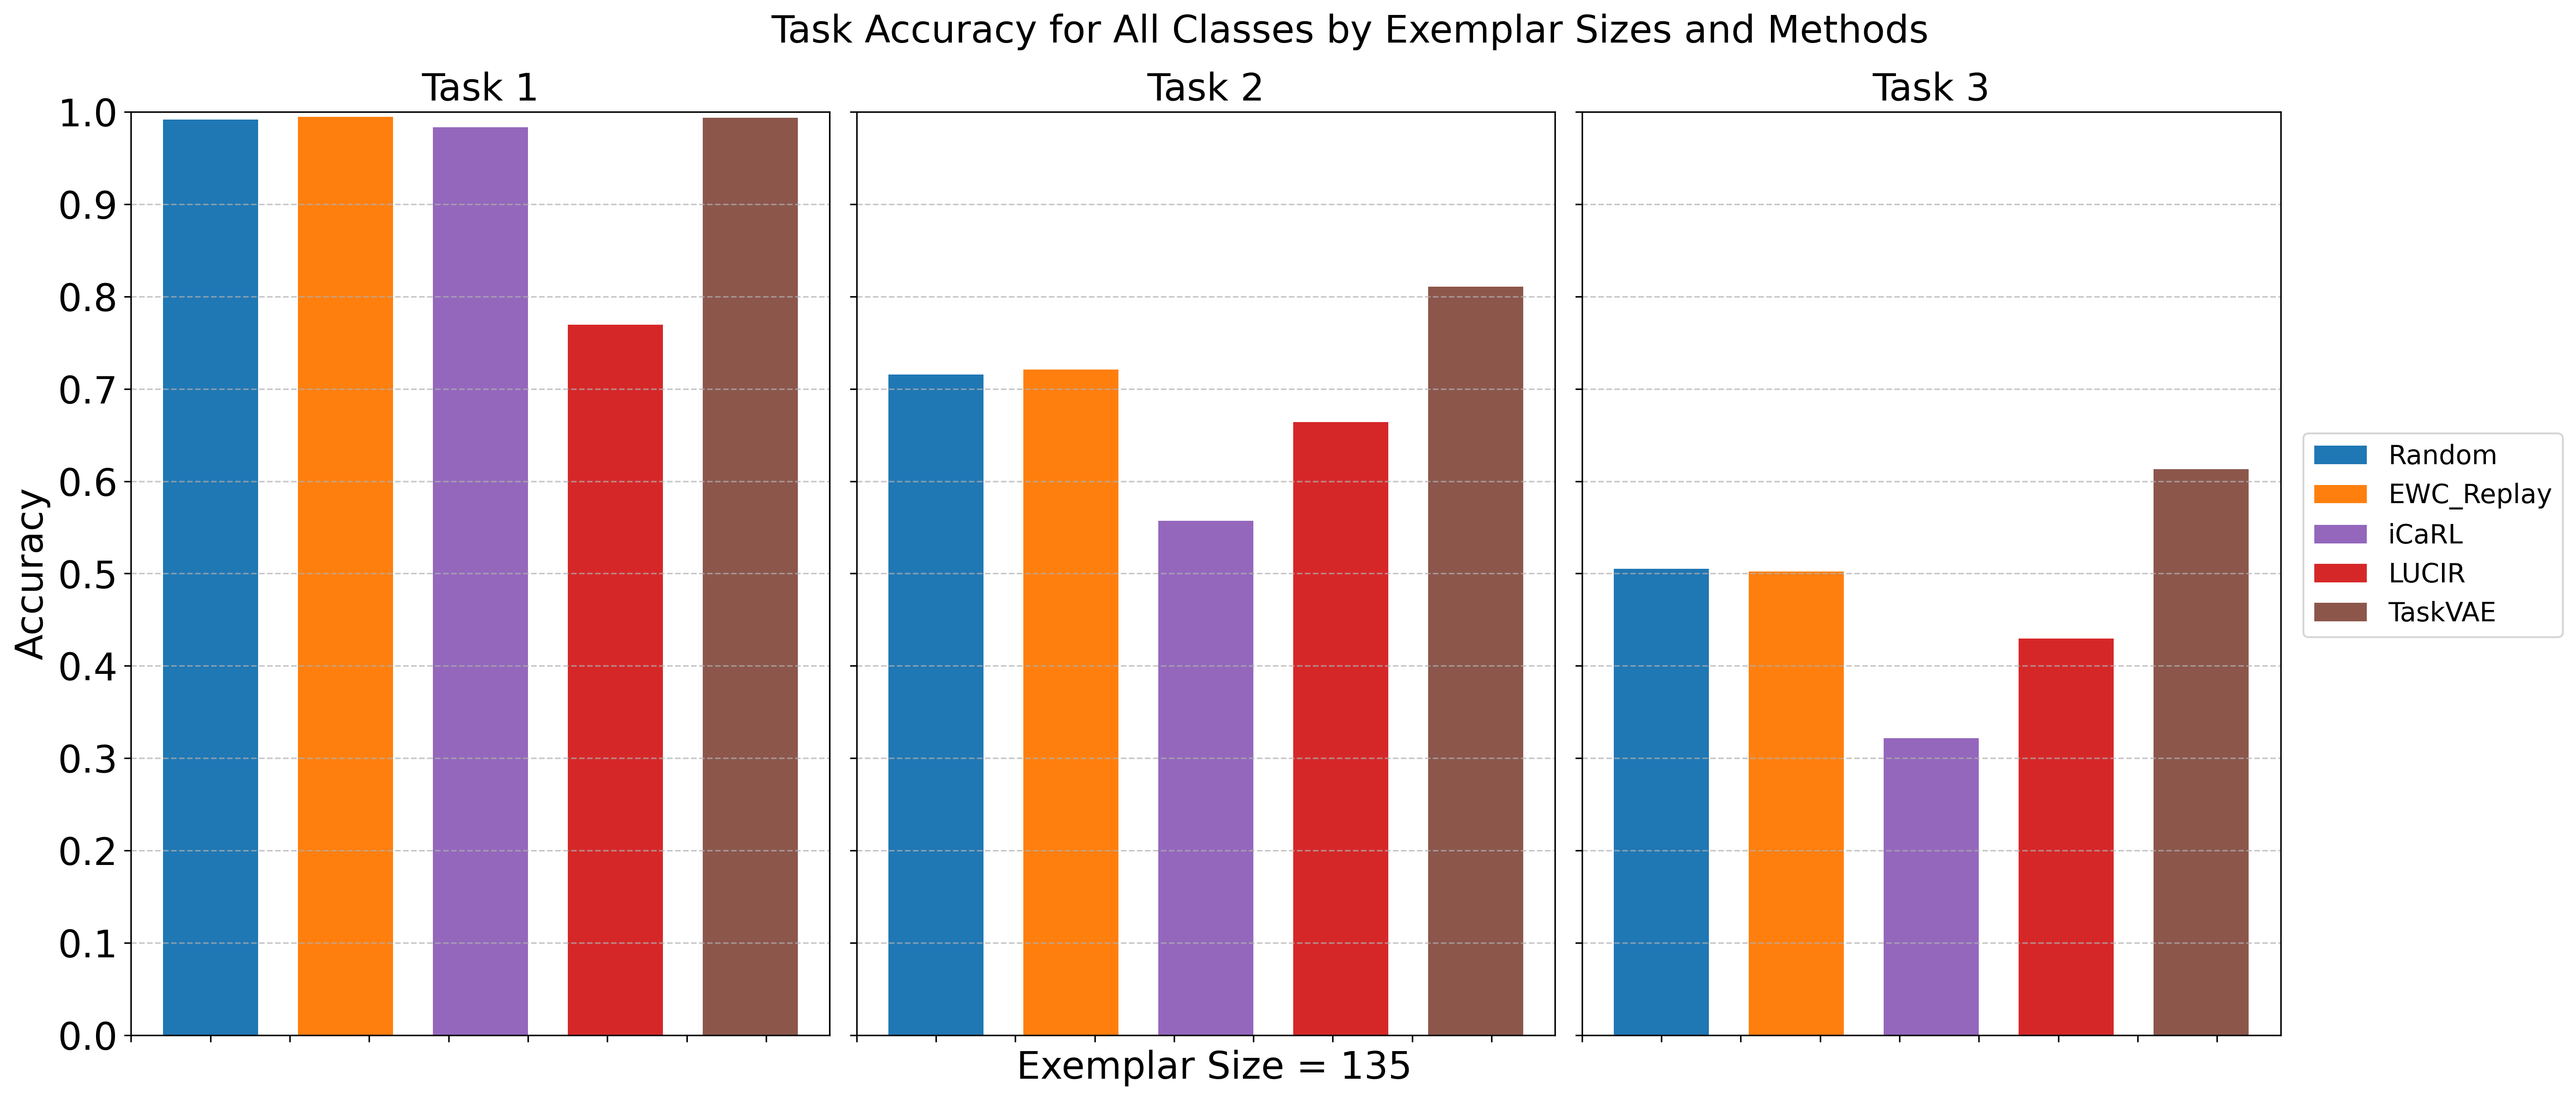 Task Accuracy for All Classes by Exemplar Sizes and Methods
Task 1
Task 2
Task 3
1.0
0.9
0.8
0.7
0.6
0.5
0.4
0.3
0.2
0.1
0.0
Accuracy
Exemplar Size = 135
Random
EWC_Replay
iCaRL
LUCIR
TaskVAE